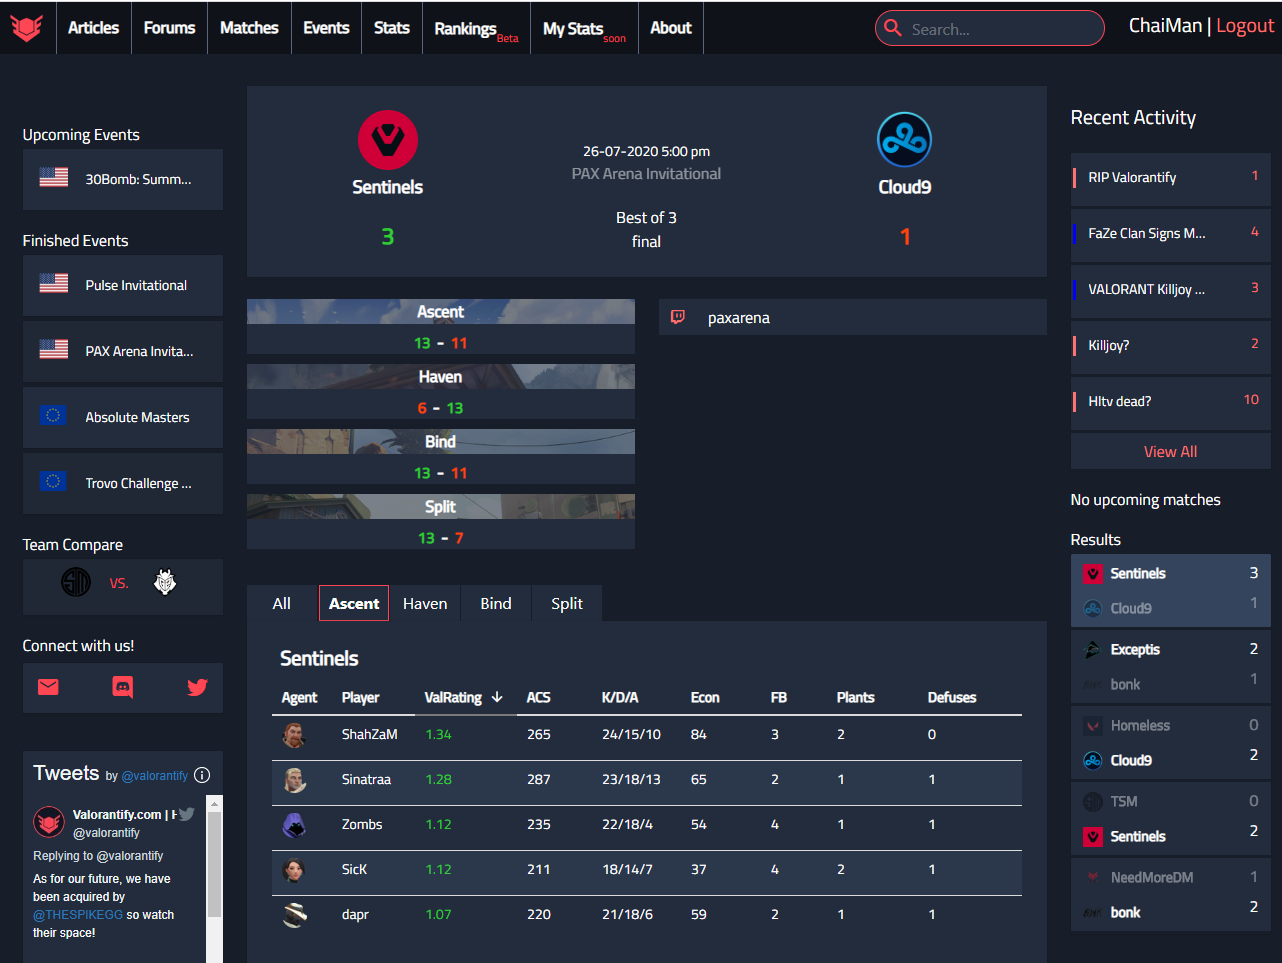 Articles
Forums
Matches
Events
Stats
Rankings Beta
My Stats soon
About
Search...
ChaiMan | Logout
Upcoming Events
30Bomb: Summ...
Finished Events
Pulse Invitational
PAX Arena Invita...
Absolute Masters
Trovo Challenge ...
Team Compare
TSM VS.
Connect with us!
Tweets by @valorantify
Valorantify.com | H
@valorantify
Replying to @valorantify
As for our future, we have
been acquired by
@THESPIKEGG so watch
their space!
Sentinels
3
26-07-2020 5:00 pm
PAX Arena Invitational
Best of 3
final
Cloud9
1
Ascent
13 - 11
Haven
6 - 13
Bind
13 - 11
Split
13 - 7
paxarena
All Ascent Haven Bind Split
Sentinels
Agent Player ValRating ACS K/D/A Econ FB Plants Defuses
ShahZaM 1.34 265 24/15/10 84 3 2 0
Sinatraa 1.28 287 23/18/13 65 2 1 1
Zombs 1.12 235 22/18/4 54 4 1 1
SicK 1.12 211 18/14/7 37 4 2 1
dapr 1.07 220 21/18/6 59 2 1 1
Recent Activity
RIP Valorantify 1
FaZe Clan Signs M... 4
VALORANT Killjoy ... 3
Killjoy? 2
Hltv dead? 10
View All
No upcoming matches
Results
Sentinels 3
Cloud9 1
Exceptis 2
bonk 1
Homeless 0
Cloud9 2
TSM 0
Sentinels 2
NeedMoreDM 1
bonk 2